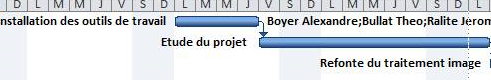 D L M M J V S D L M M J V S D L M M J V S D L
nstallation des outils de travail Boyer Alexandre;Bullat Theo;Ralite Jerom
Etude du projet
Refonte du traitement image